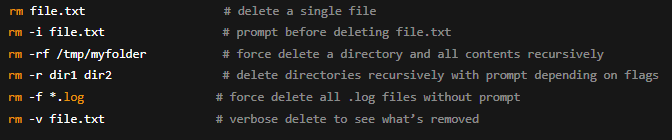 rm file.txt                    # delete a single file
rm -i file.txt                 # prompt before deleting file.txt
rm -rf /tmp/myfolder           # force delete a directory and all contents recursively
rm -r dir1 dir2                # delete directories recursively with prompt depending on flags
rm -f *.log                   # force delete all .log files without prompt
rm -v file.txt                # verbose delete to see what’s removed